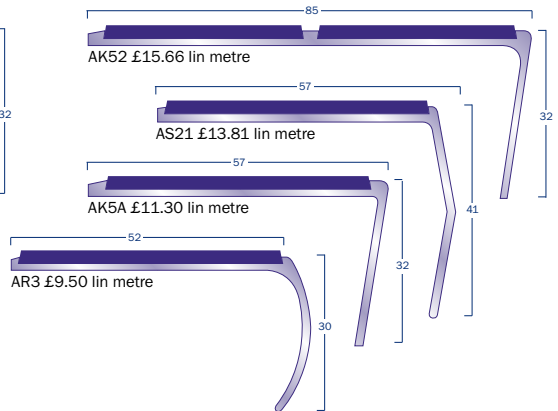 85
AK52 £15.66 lin metre
32
32
57
AS21 £13.81 lin metre
41
57
AK5A £11.30 lin metre
32
52
AR3 £9.50 lin metre
30